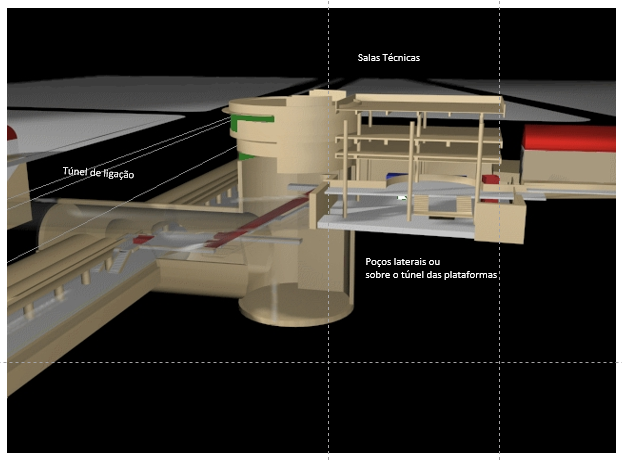 Salas Técnicas
Túnel de ligação
Poços laterais ou
sobre o túnel das plataformas